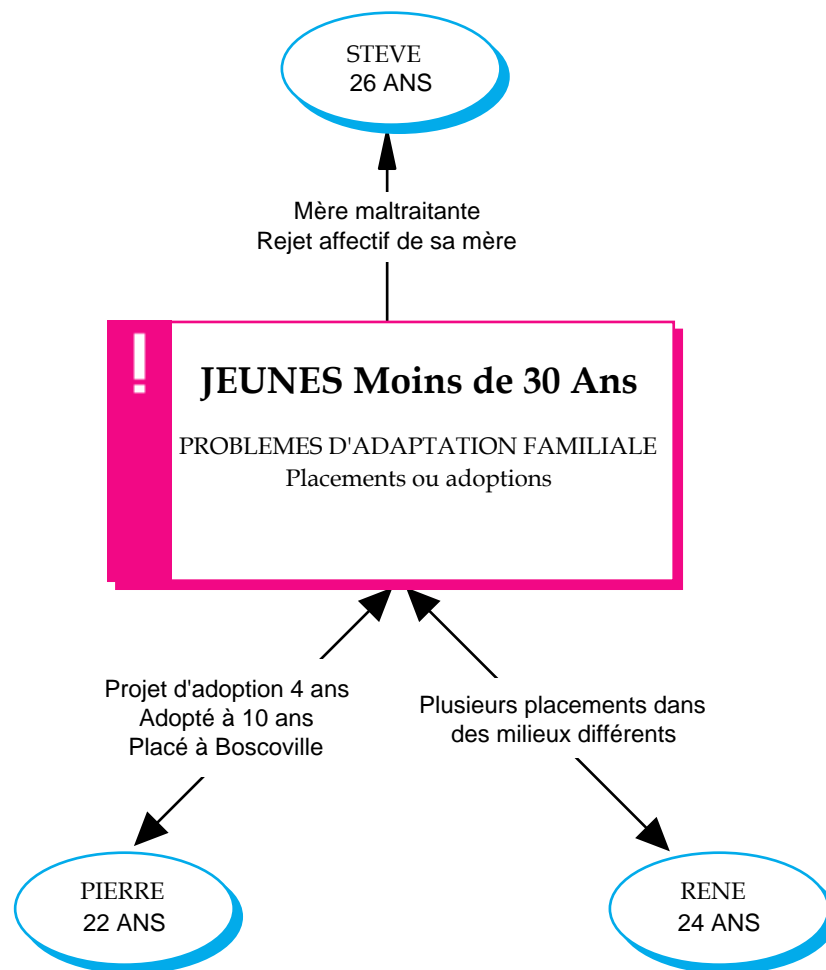 STEVE
26 ANS
Mère maltraitante
Rejet affectif de sa mère
!
JEUNES Moins de 30 Ans
PROBLEMES D'ADAPTATION FAMILIALE
Placements ou adoptions
Projet d'adoption 4 ans
Adopté à 10 ans
Placé à Boscoville
Plusieurs placements dans
des milieux différents
PIERRE
22 ANS
RENE
24 ANS